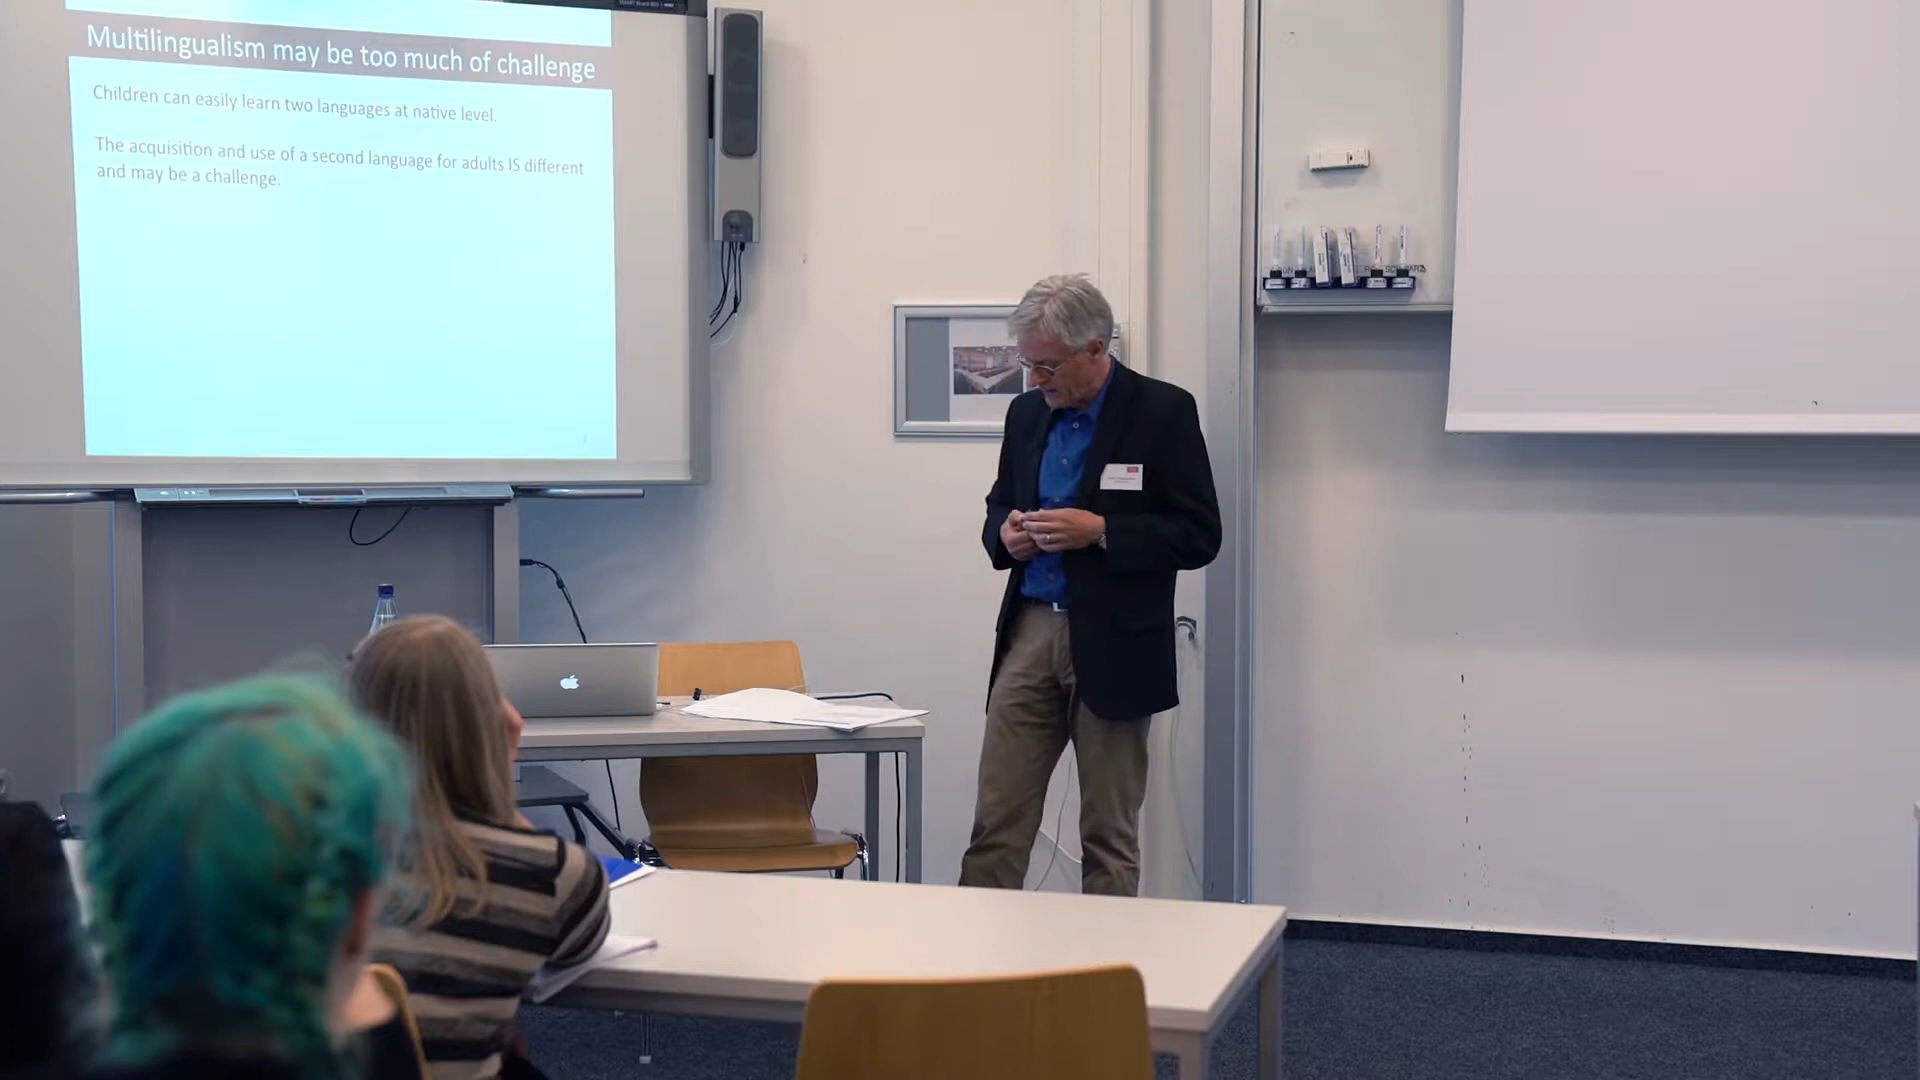 Multilingualism may be too much of challenge
Children can easily learn two languages at native level.
The acquisition and use of a second language for adults IS different
and may be a challenge.